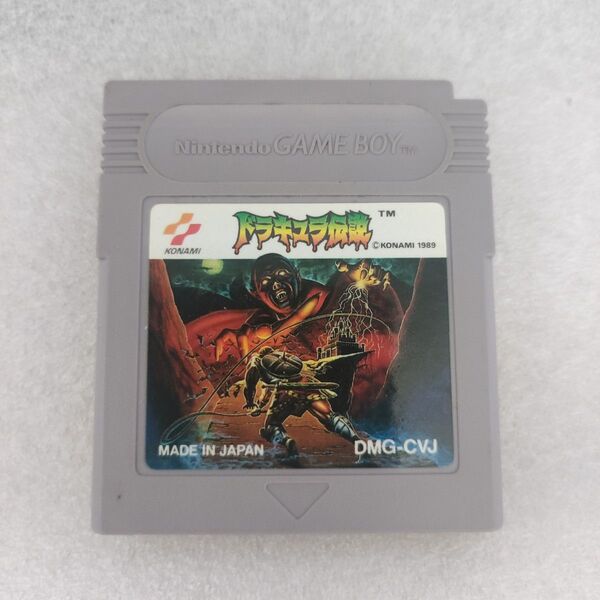 Nintendo GAME BOY TM
KONAMI
ドラキュラ伝説 TM
©KONAMI 1989
MADE IN JAPAN
DMG-CVJ